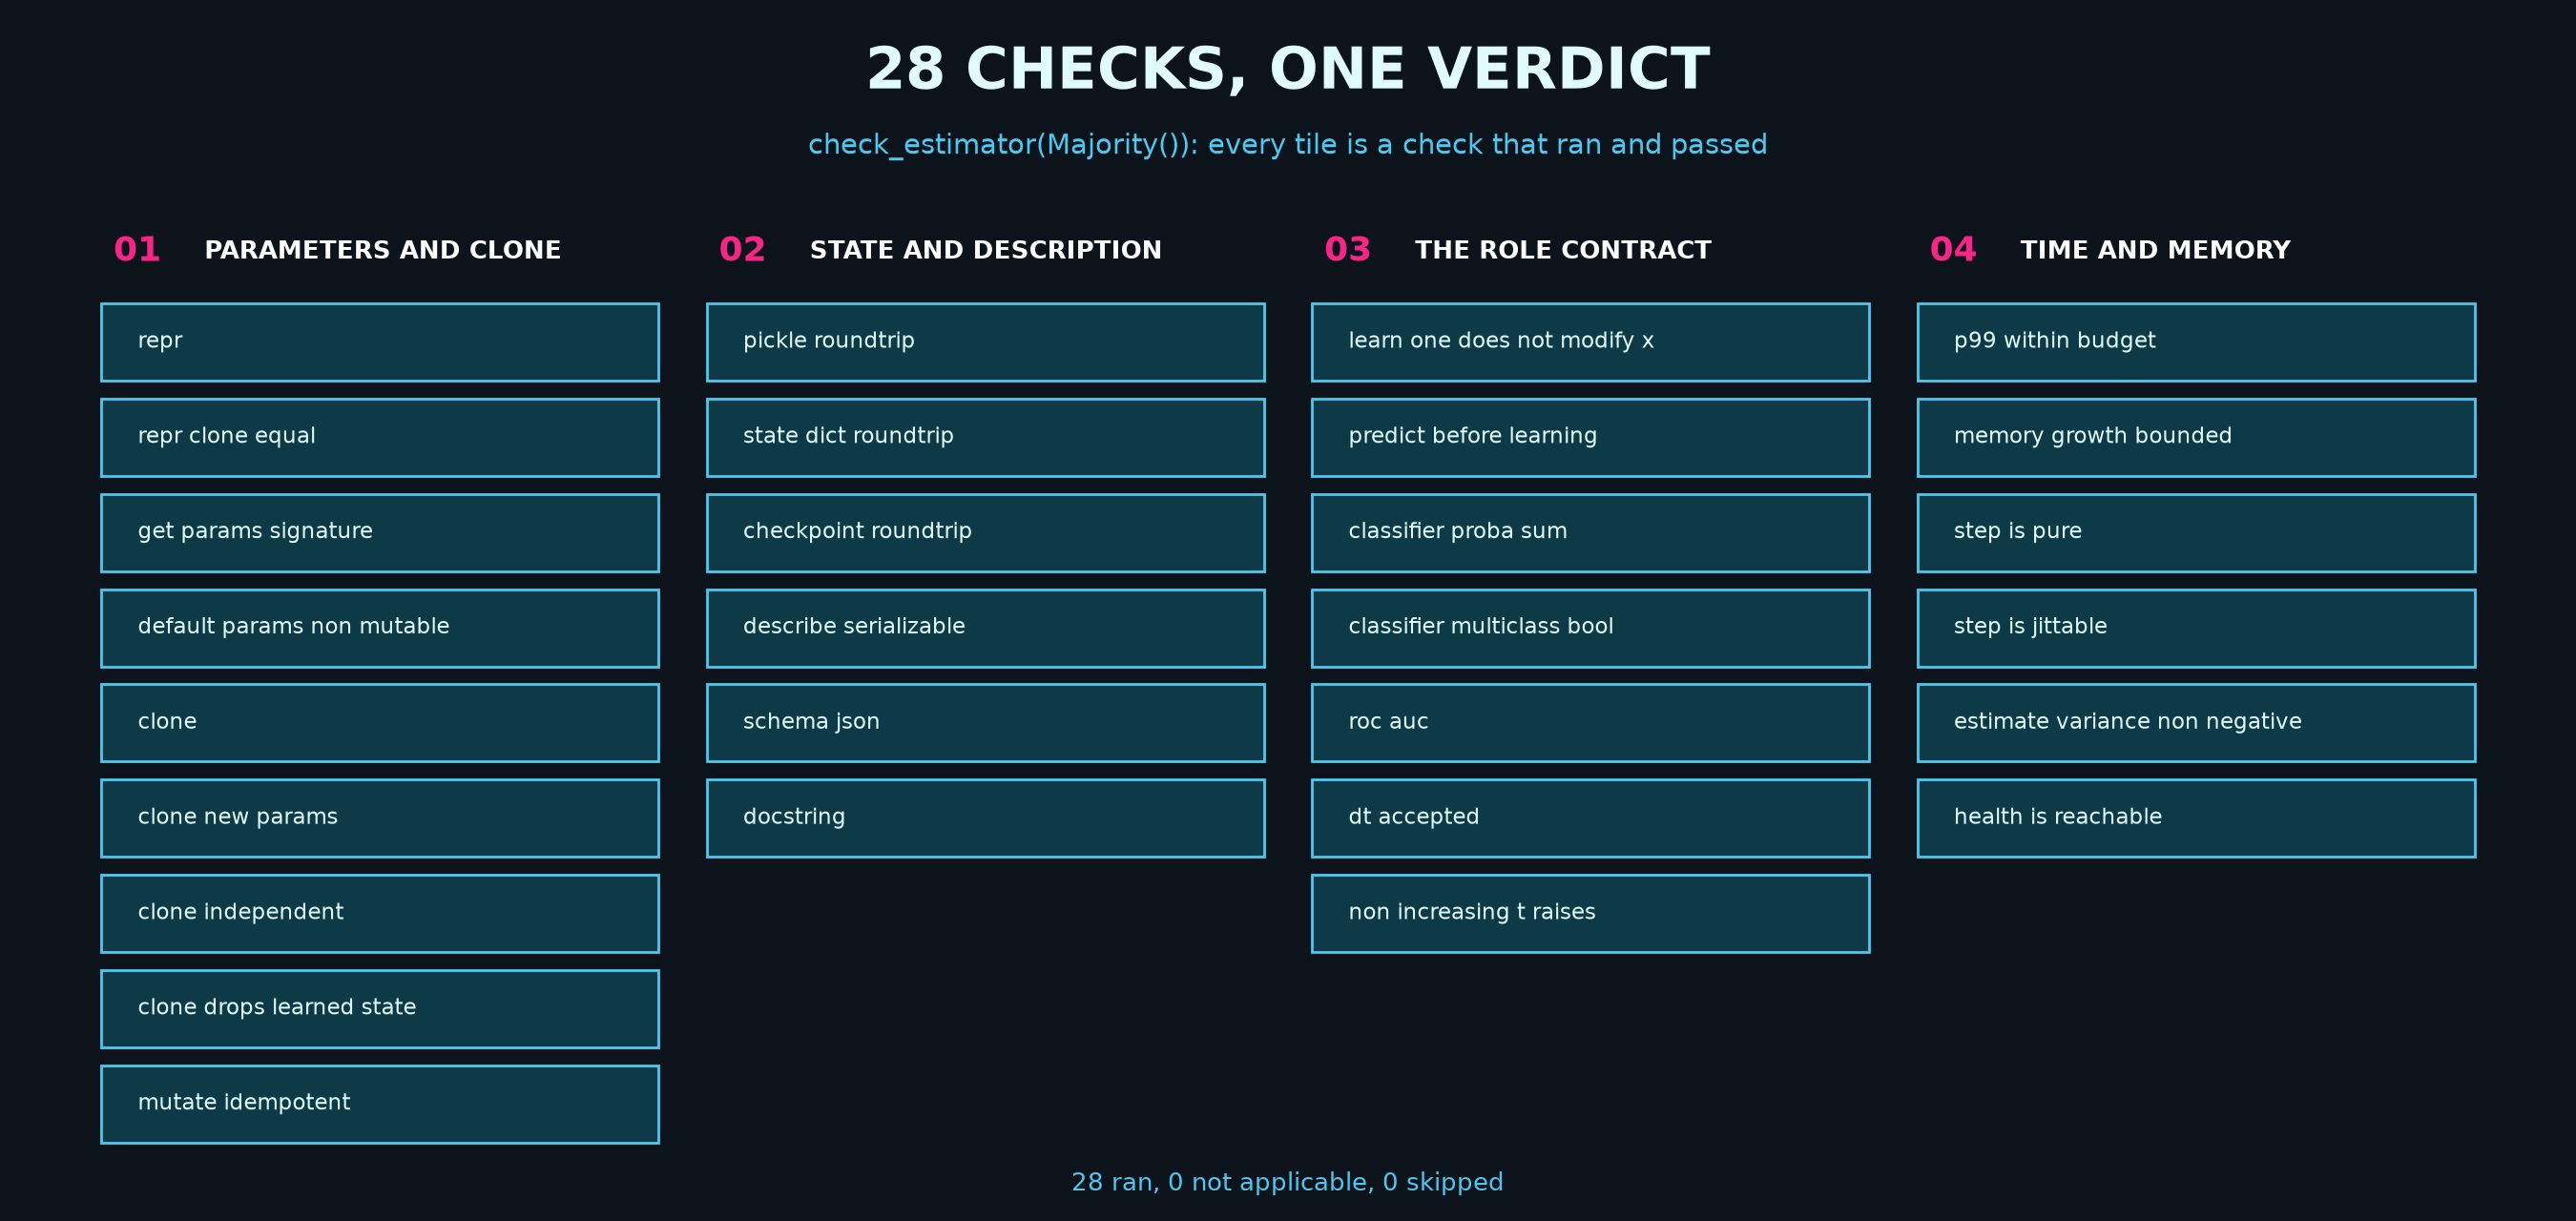 28 CHECKS, ONE VERDICT
check_estimator(Majority()): every tile is a check that ran and passed
01 PARAMETERS AND CLONE
repr
repr clone equal
get params signature
default params non mutable
clone
clone new params
clone independent
clone drops learned state
mutate idempotent
02 STATE AND DESCRIPTION
pickle roundtrip
state dict roundtrip
checkpoint roundtrip
describe serializable
schema json
docstring
03 THE ROLE CONTRACT
learn one does not modify x
predict before learning
classifier proba sum
classifier multiclass bool
roc auc
dt accepted
non increasing t raises
04 TIME AND MEMORY
p99 within budget
memory growth bounded
step is pure
step is jittable
estimate variance non negative
health is reachable
28 ran, 0 not applicable, 0 skipped